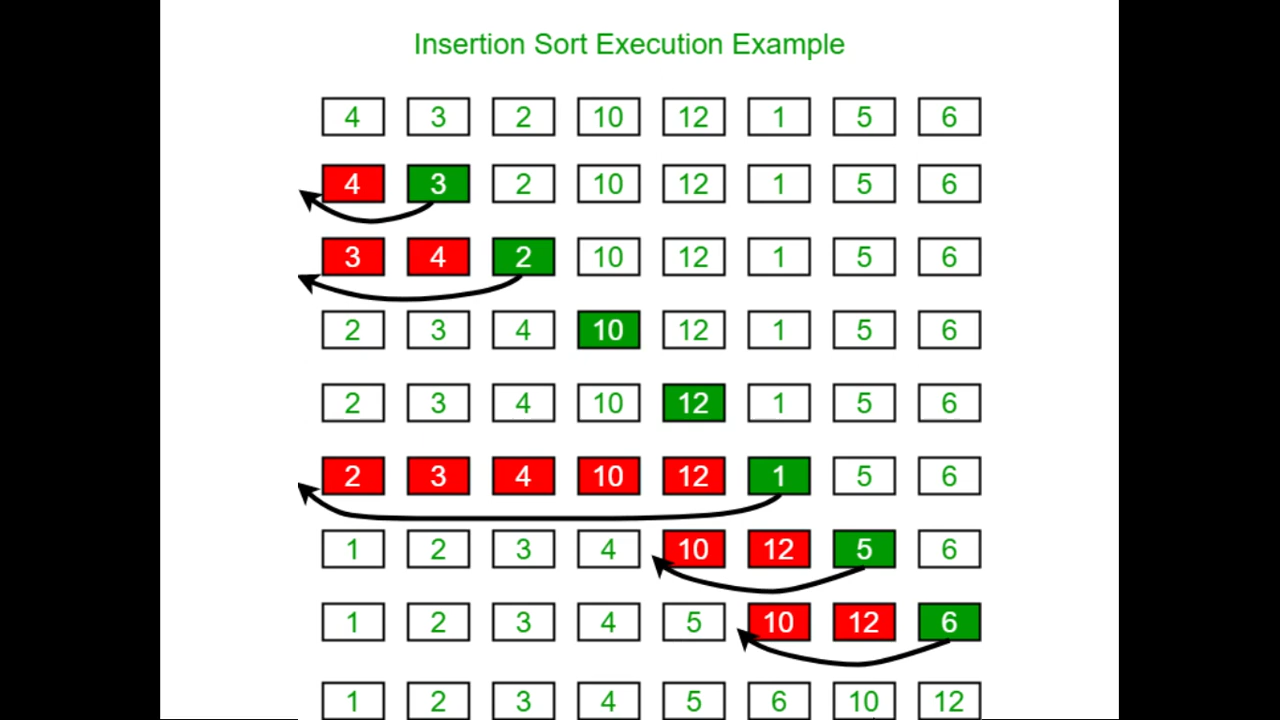 Insertion Sort Execution Example
4 3 2 10 12 1 5 6
4 3 2 10 12 1 5 6
3 4 2 10 12 1 5 6
2 3 4 10 12 1 5 6
2 3 4 10 12 1 5 6
2 3 4 10 12 1 5 6
1 2 3 4 10 12 5 6
1 2 3 4 5 10 12 6
1 2 3 4 5 6 10 12